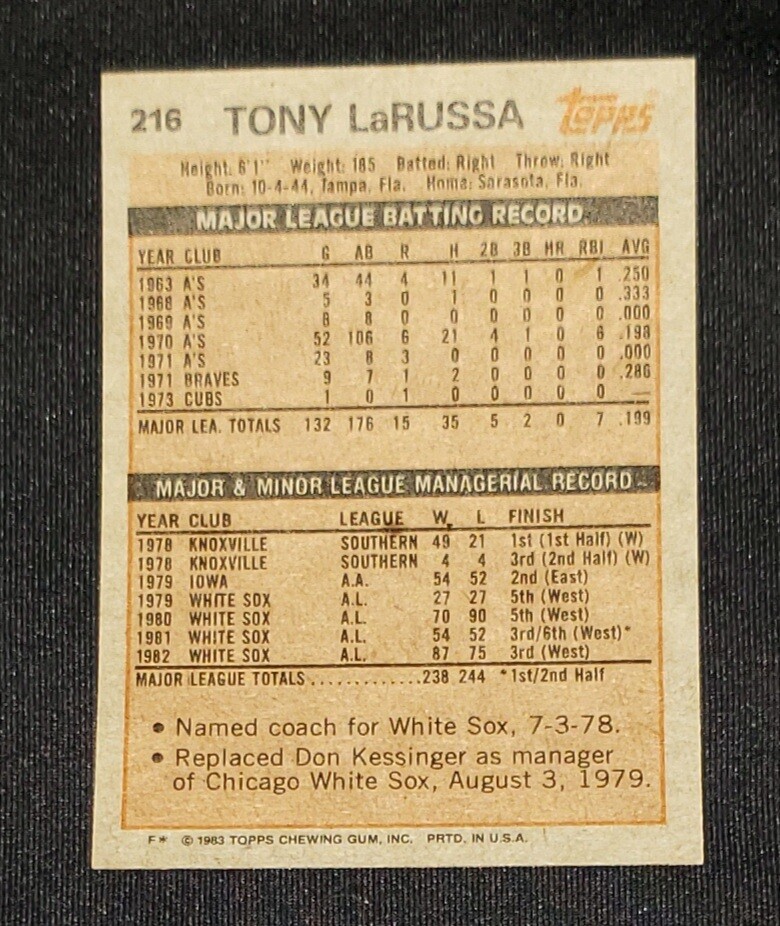 216 TONY LaRUSSA topps
Height: 6'1" Weight: 185 Batted: Right Throw: Right
Born: 10-4-44, Tampa, Fla. Home: Sarasota, Fla.
MAJOR LEAGUE BATTING RECORD
YEAR CLUB G AB R H 2B 3B HR RBI AVG
1963 A'S 34 44 4 11 1 1 0 1 .250
1968 A'S 5 3 0 1 0 0 0 0 .333
1969 A'S 8 8 0 0 0 0 0 0 .000
1970 A'S 52 106 6 21 4 1 0 6 .198
1971 A'S 23 8 3 0 0 0 0 0 .000
1971 BRAVES 9 7 1 2 0 0 0 0 .286
1973 CUBS 1 0 1 0 0 0 0 0 —
MAJOR LEA. TOTALS 132 176 15 35 5 2 0 7 .199
MAJOR & MINOR LEAGUE MANAGERIAL RECORD
YEAR CLUB LEAGUE W L FINISH
1978 KNOXVILLE SOUTHERN 49 21 1st (1st Half) (W)
1978 KNOXVILLE SOUTHERN 4 4 3rd (2nd Half) (W)
1979 IOWA A.A. 54 52 2nd (East)
1979 WHITE SOX A.L. 27 27 5th (West)
1980 WHITE SOX A.L. 70 90 5th (West)
1981 WHITE SOX A.L. 54 52 3rd/6th (West)*
1982 WHITE SOX A.L. 87 75 3rd (West)
MAJOR LEAGUE TOTALS.............238 244 *1st/2nd Half
• Named coach for White Sox, 7-3-78.
• Replaced Don Kessinger as manager
of Chicago White Sox, August 3, 1979.
F* © 1983 TOPPS CHEWING GUM, INC. PRTD. IN U.S.A.